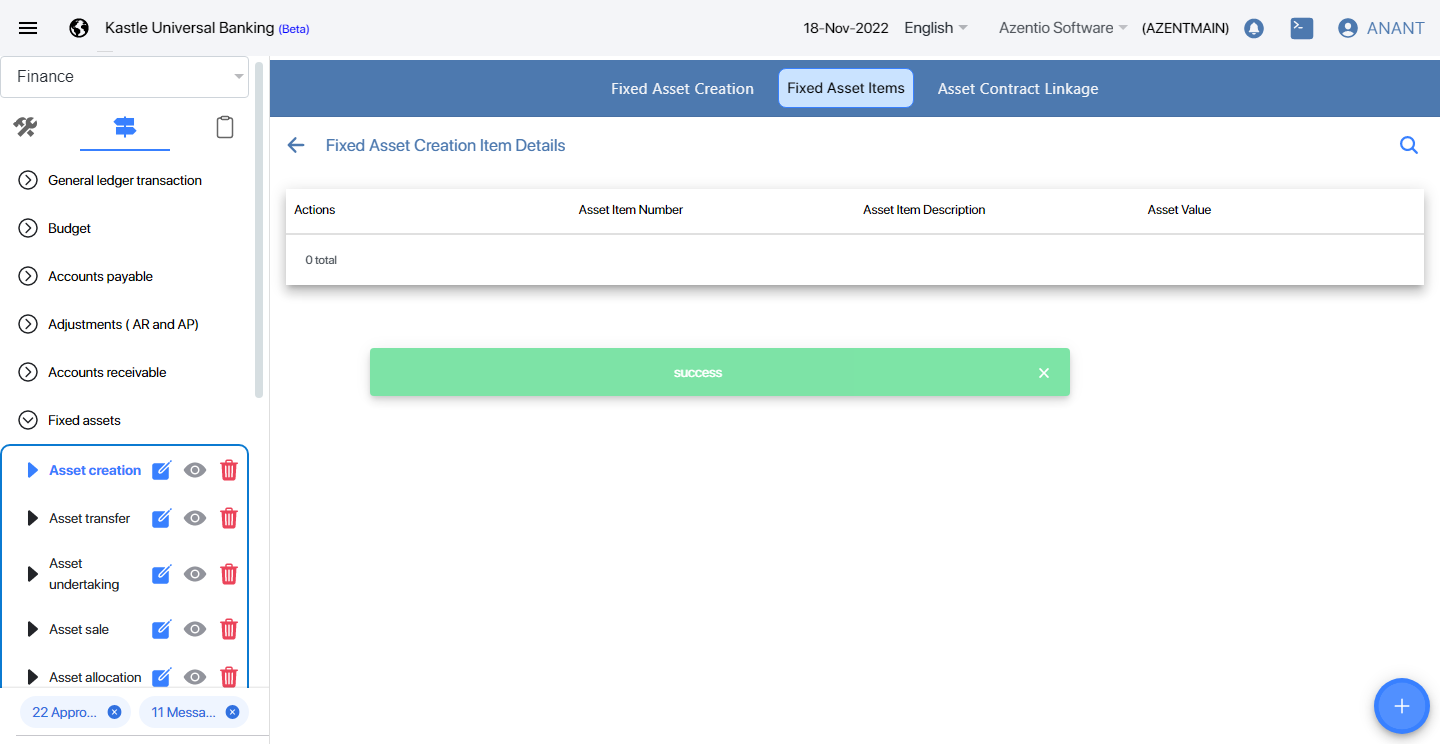 Kastle Universal Banking (Beta)
18-Nov-2022
English
Azentio Software
(AZENTMAIN)
ANANT
Finance
General ledger transaction
Budget
Accounts payable
Adjustments ( AR and AP)
Accounts receivable
Fixed assets
Asset creation
Asset transfer
Asset
undertaking
Asset sale
Asset allocation
22 Appro...
11 Messa...
Fixed Asset Creation
Fixed Asset Items
Asset Contract Linkage
Fixed Asset Creation Item Details
Actions
Asset Item Number
Asset Item Description
Asset Value
0 total
success